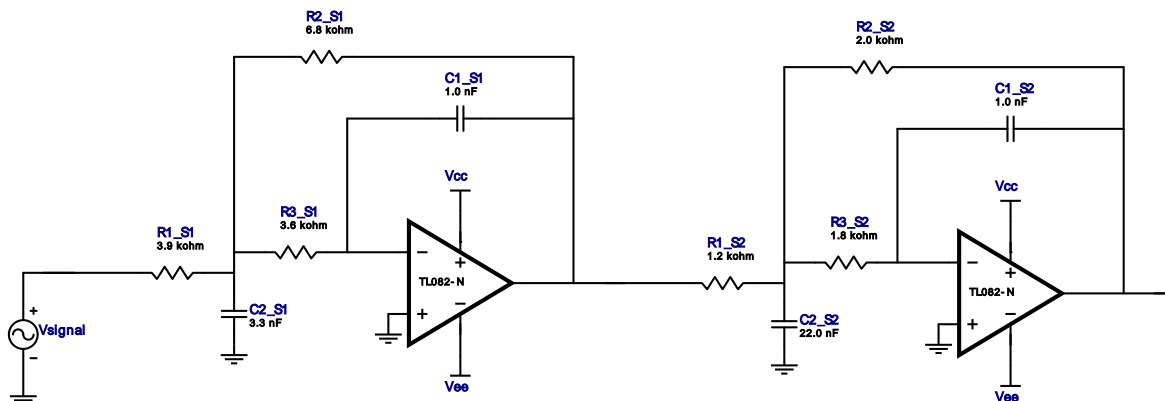 R2_S1
6.8 kohm
C1_S1
1.0 nF
Vcc
R3_S1
3.6 kohm
R1_S1
3.9 kohm
−
+
TL082-N
−
+
C2_S1
3.3 nF
+
Vsignal
−
Vee
R2_S2
2.0 kohm
C1_S2
1.0 nF
Vcc
R3_S2
1.8 kohm
R1_S2
1.2 kohm
−
+
TL082-N
−
+
C2_S2
22.0 nF
Vee